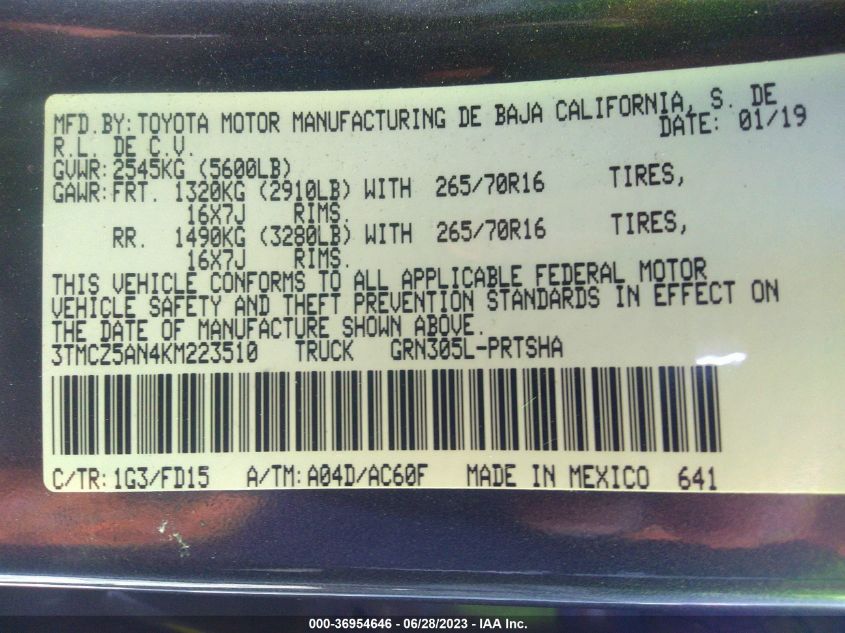 MFD.BY: TOYOTA MOTOR MANUFACTURING DE BAJA CALIFORNIA, S. DE
R.L. DE C.V. DATE: 01/19
GVWR: 2545KG (5600LB)
GAWR: FRT. 1320KG (2910LB) WITH 265/70R16 TIRES,
16X7J RIMS.
RR. 1490KG (3280LB) WITH 265/70R16 TIRES,
16X7J RIMS.
THIS VEHICLE CONFORMS TO ALL APPLICABLE FEDERAL MOTOR
VEHICLE SAFETY AND THEFT PREVENTION STANDARDS IN EFFECT ON
THE DATE OF MANUFACTURE SHOWN ABOVE.
3TMCZ5AN4KM223510 TRUCK GRN305L-PRTSHA
C/TR: 1G3/FD15 A/TM: A04D/AC60F MADE IN MEXICO 641
000-36954646 - 06/28/2023 - IAA Inc.